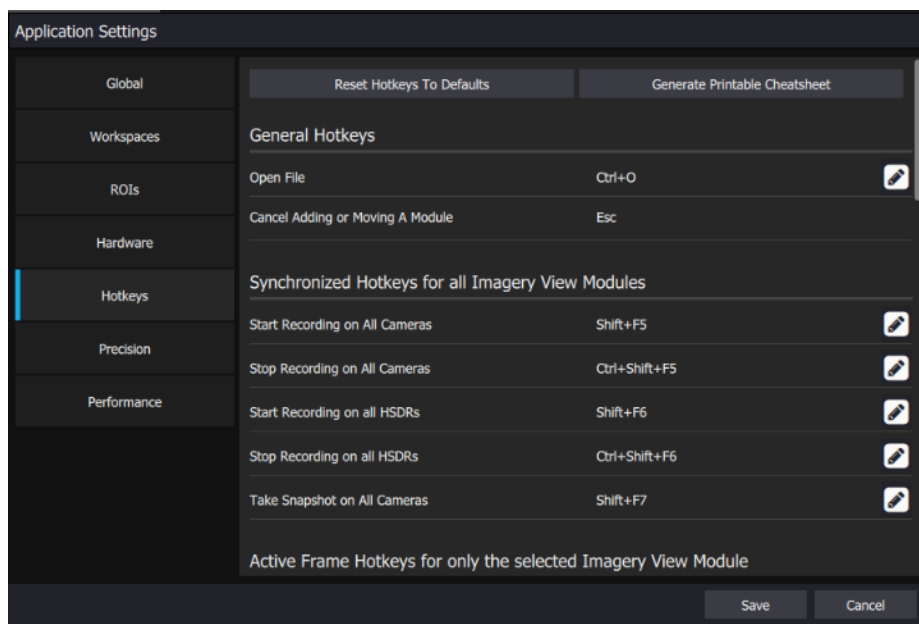 Application Settings
Global
Workspaces
ROIs
Hardware
Hotkeys
Precision
Performance
Reset Hotkeys To Defaults
Generate Printable Cheatsheet
General Hotkeys
Open File Ctrl+O
Cancel Adding or Moving A Module Esc
Synchronized Hotkeys for all Imagery View Modules
Start Recording on All Cameras Shift+F5
Stop Recording on All Cameras Ctrl+Shift+F5
Start Recording on all HSDRs Shift+F6
Stop Recording on all HSDRs Ctrl+Shift+F6
Take Snapshot on All Cameras Shift+F7
Active Frame Hotkeys for only the selected Imagery View Module
Save
Cancel